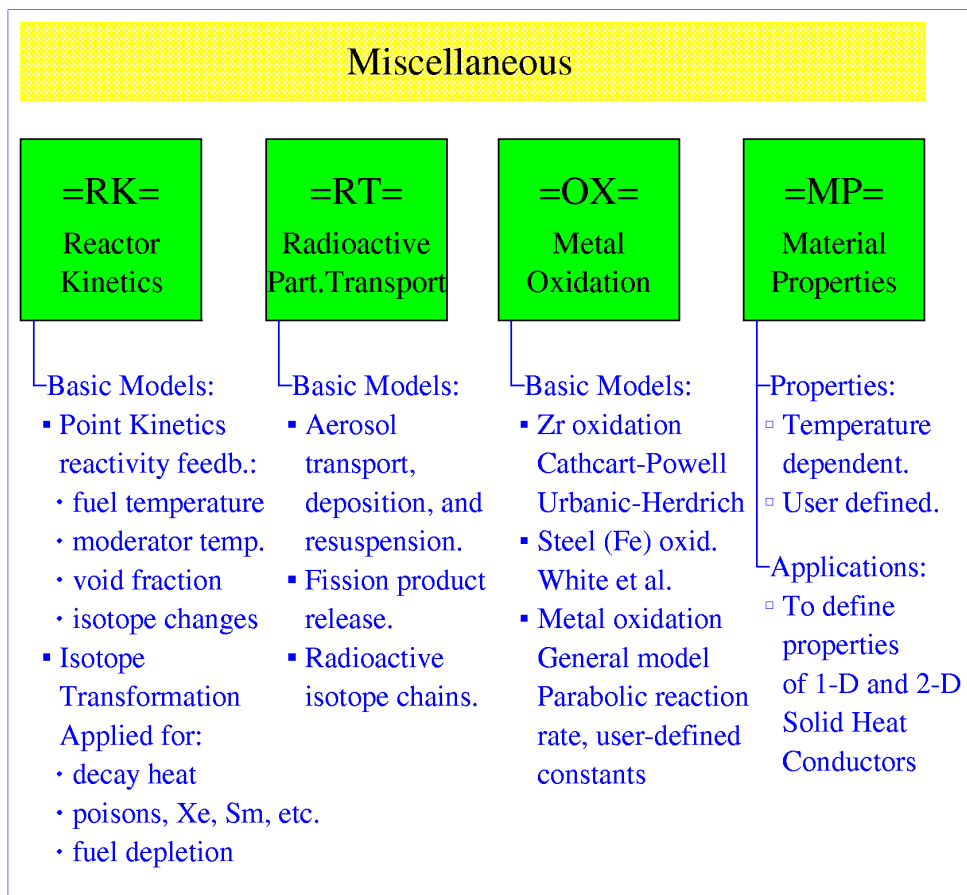 Miscellaneous
=RK=
Reactor
Kinetics
Basic Models:
▪ Point Kinetics
reactivity feedb.:
· fuel temperature
· moderator temp.
· void fraction
· isotope changes
▪ Isotope
Transformation
Applied for:
· decay heat
· poisons, Xe, Sm, etc.
· fuel depletion
=RT=
Radioactive
Part.Transport
Basic Models:
▪ Aerosol
transport,
deposition, and
resuspension.
▪ Fission product
release.
▪ Radioactive
isotope chains.
=OX=
Metal
Oxidation
Basic Models:
▪ Zr oxidation
Cathcart-Powell
Urbanic-Herdrich
▪ Steel (Fe) oxid.
White et al.
▪ Metal oxidation
General model
Parabolic reaction
rate, user-defined
constants
=MP=
Material
Properties
Properties:
▫ Temperature
dependent.
▫ User defined.
Applications:
▫ To define
properties
of 1-D and 2-D
Solid Heat
Conductors